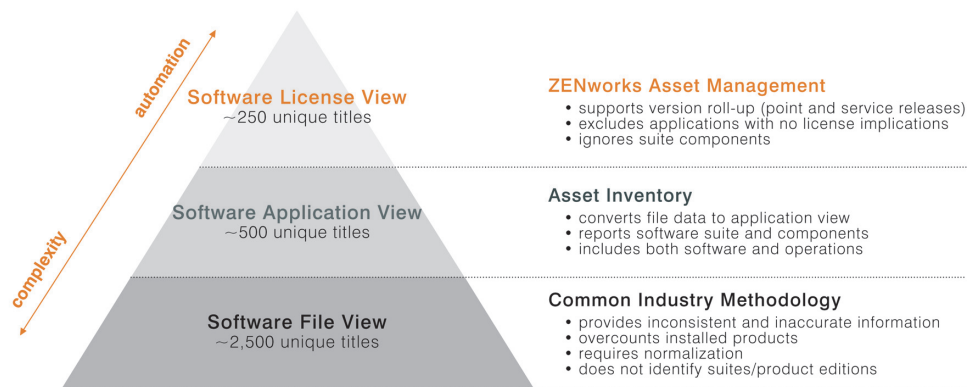 automation
complexity
Software License View
~250 unique titles
ZENworks Asset Management
• supports version roll-up (point and service releases)
• excludes applications with no license implications
• ignores suite components
Software Application View
~500 unique titles
Asset Inventory
• converts file data to application view
• reports software suite and components
• includes both software and operations
Software File View
~2,500 unique titles
Common Industry Methodology
• provides inconsistent and inaccurate information
• overcounts installed products
• requires normalization
• does not identify suites/product editions